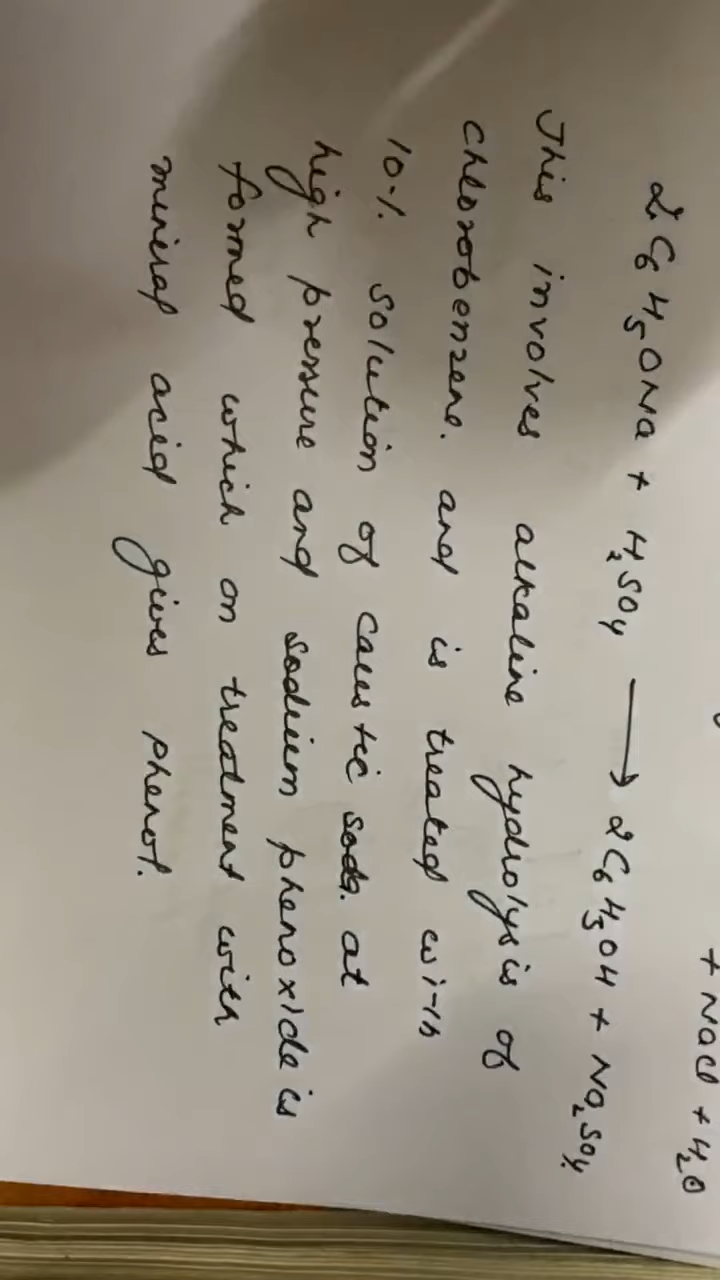 + NaCl + H₂O
2C₆H₅ONa + H₂SO₄ ⟶ 2C₆H₅OH + Na₂SO₄.
This involves alkaline hydrolysis of
chlorobenzene. and is treated with
10% solution of caustic soda. at
high pressure and sodium phenoxide is
formed which on treatment with
mineral acid gives phenol.